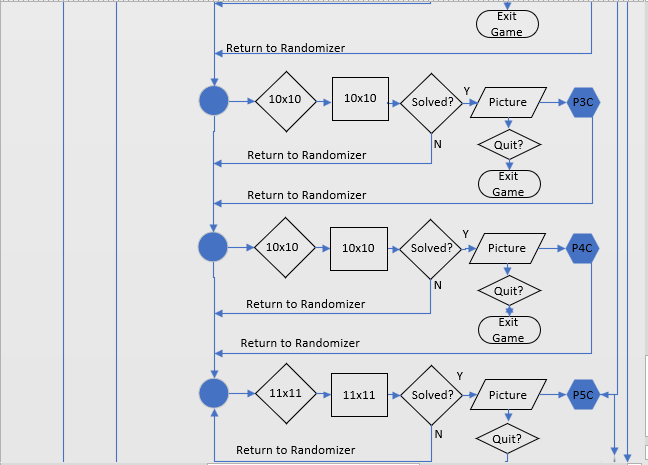 Exit
Game
Return to Randomizer
10x10
10x10
Solved?
Y
Picture
P3C
N
Quit?
Return to Randomizer
Exit
Game
Return to Randomizer
10x10
10x10
Solved?
Y
Picture
P4C
N
Quit?
Return to Randomizer
Exit
Game
Return to Randomizer
11x11
11x11
Solved?
Y
Picture
P5C
N
Quit?
Return to Randomizer